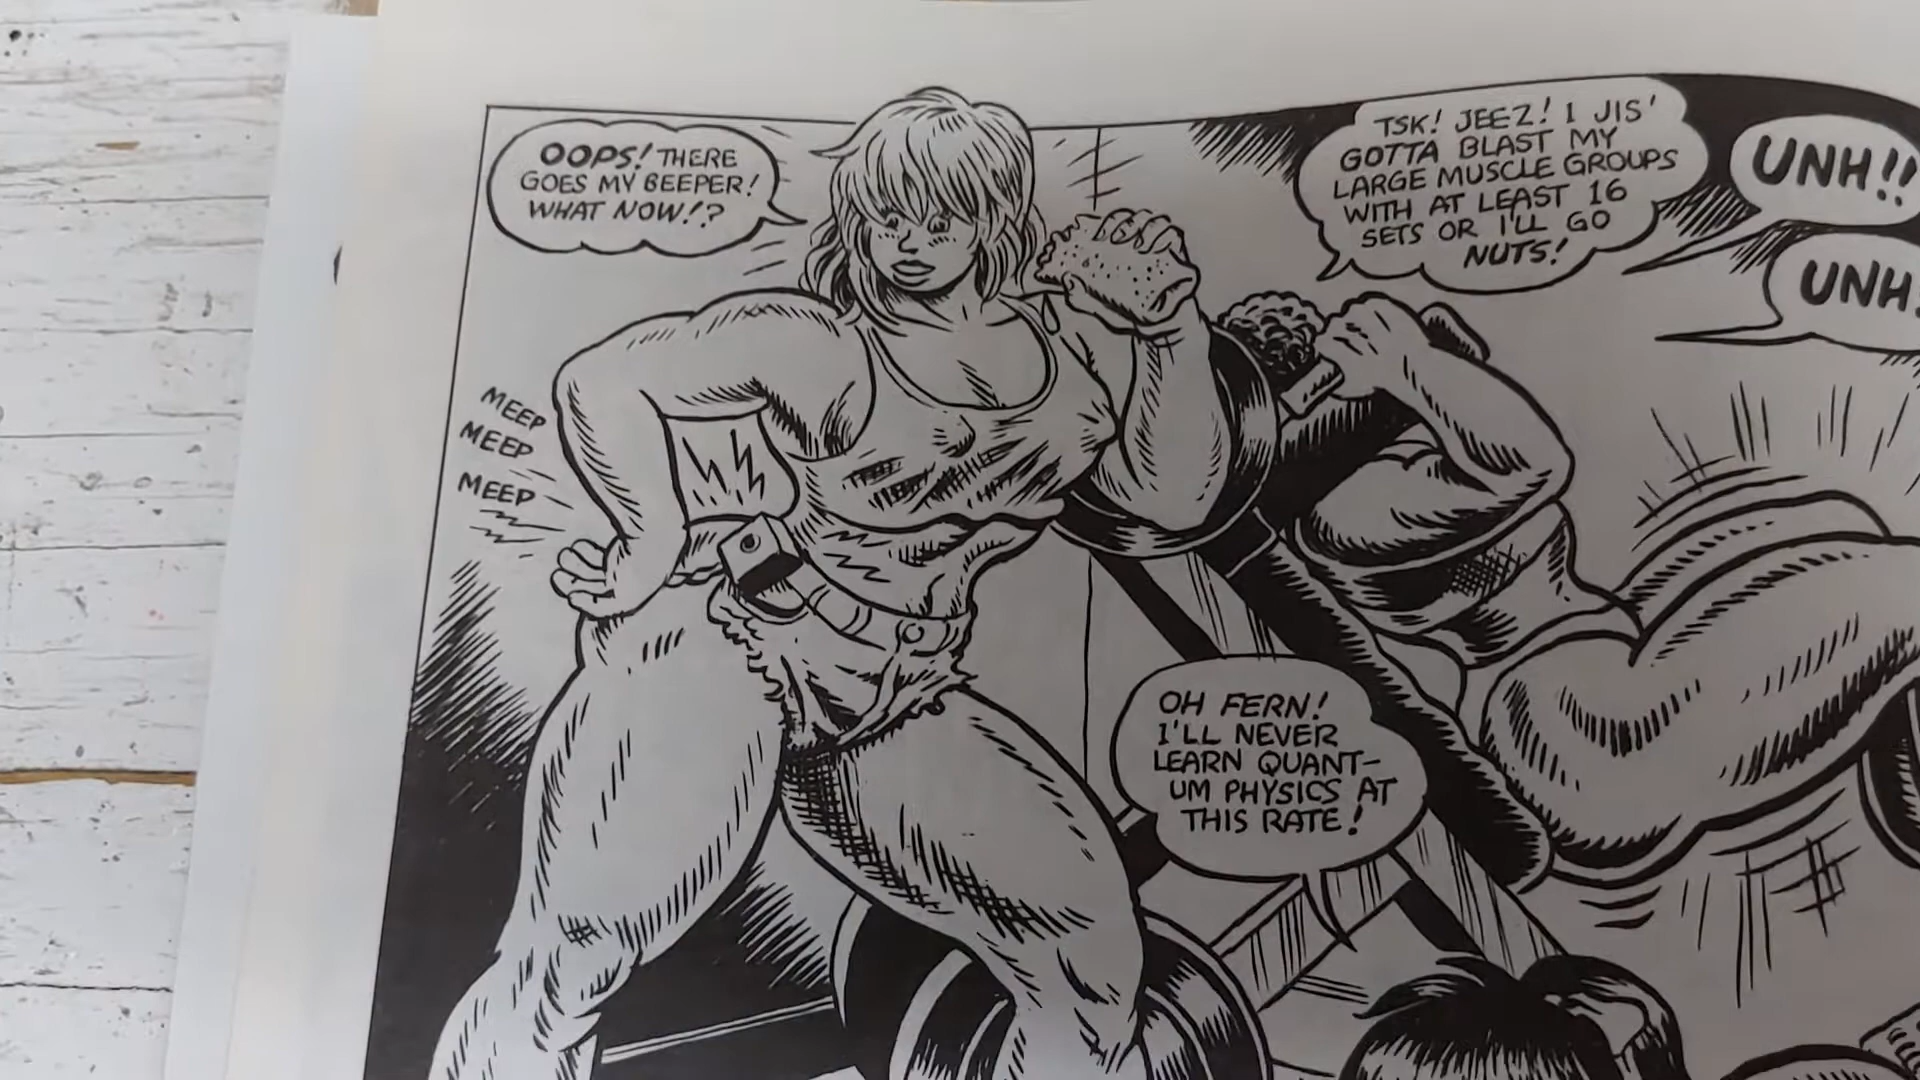 OOPS! THERE
GOES MY BEEPER!
WHAT NOW!?
TSK! JEEZ! I JIS'
GOTTA BLAST MY
LARGE MUSCLE GROUPS
WITH AT LEAST 16
SETS OR I'LL GO
NUTS!
UNH!!
UNH!
MEEP
MEEP
MEEP
OH FERN!
I'LL NEVER
LEARN QUANT-
UM PHYSICS AT
THIS RATE!